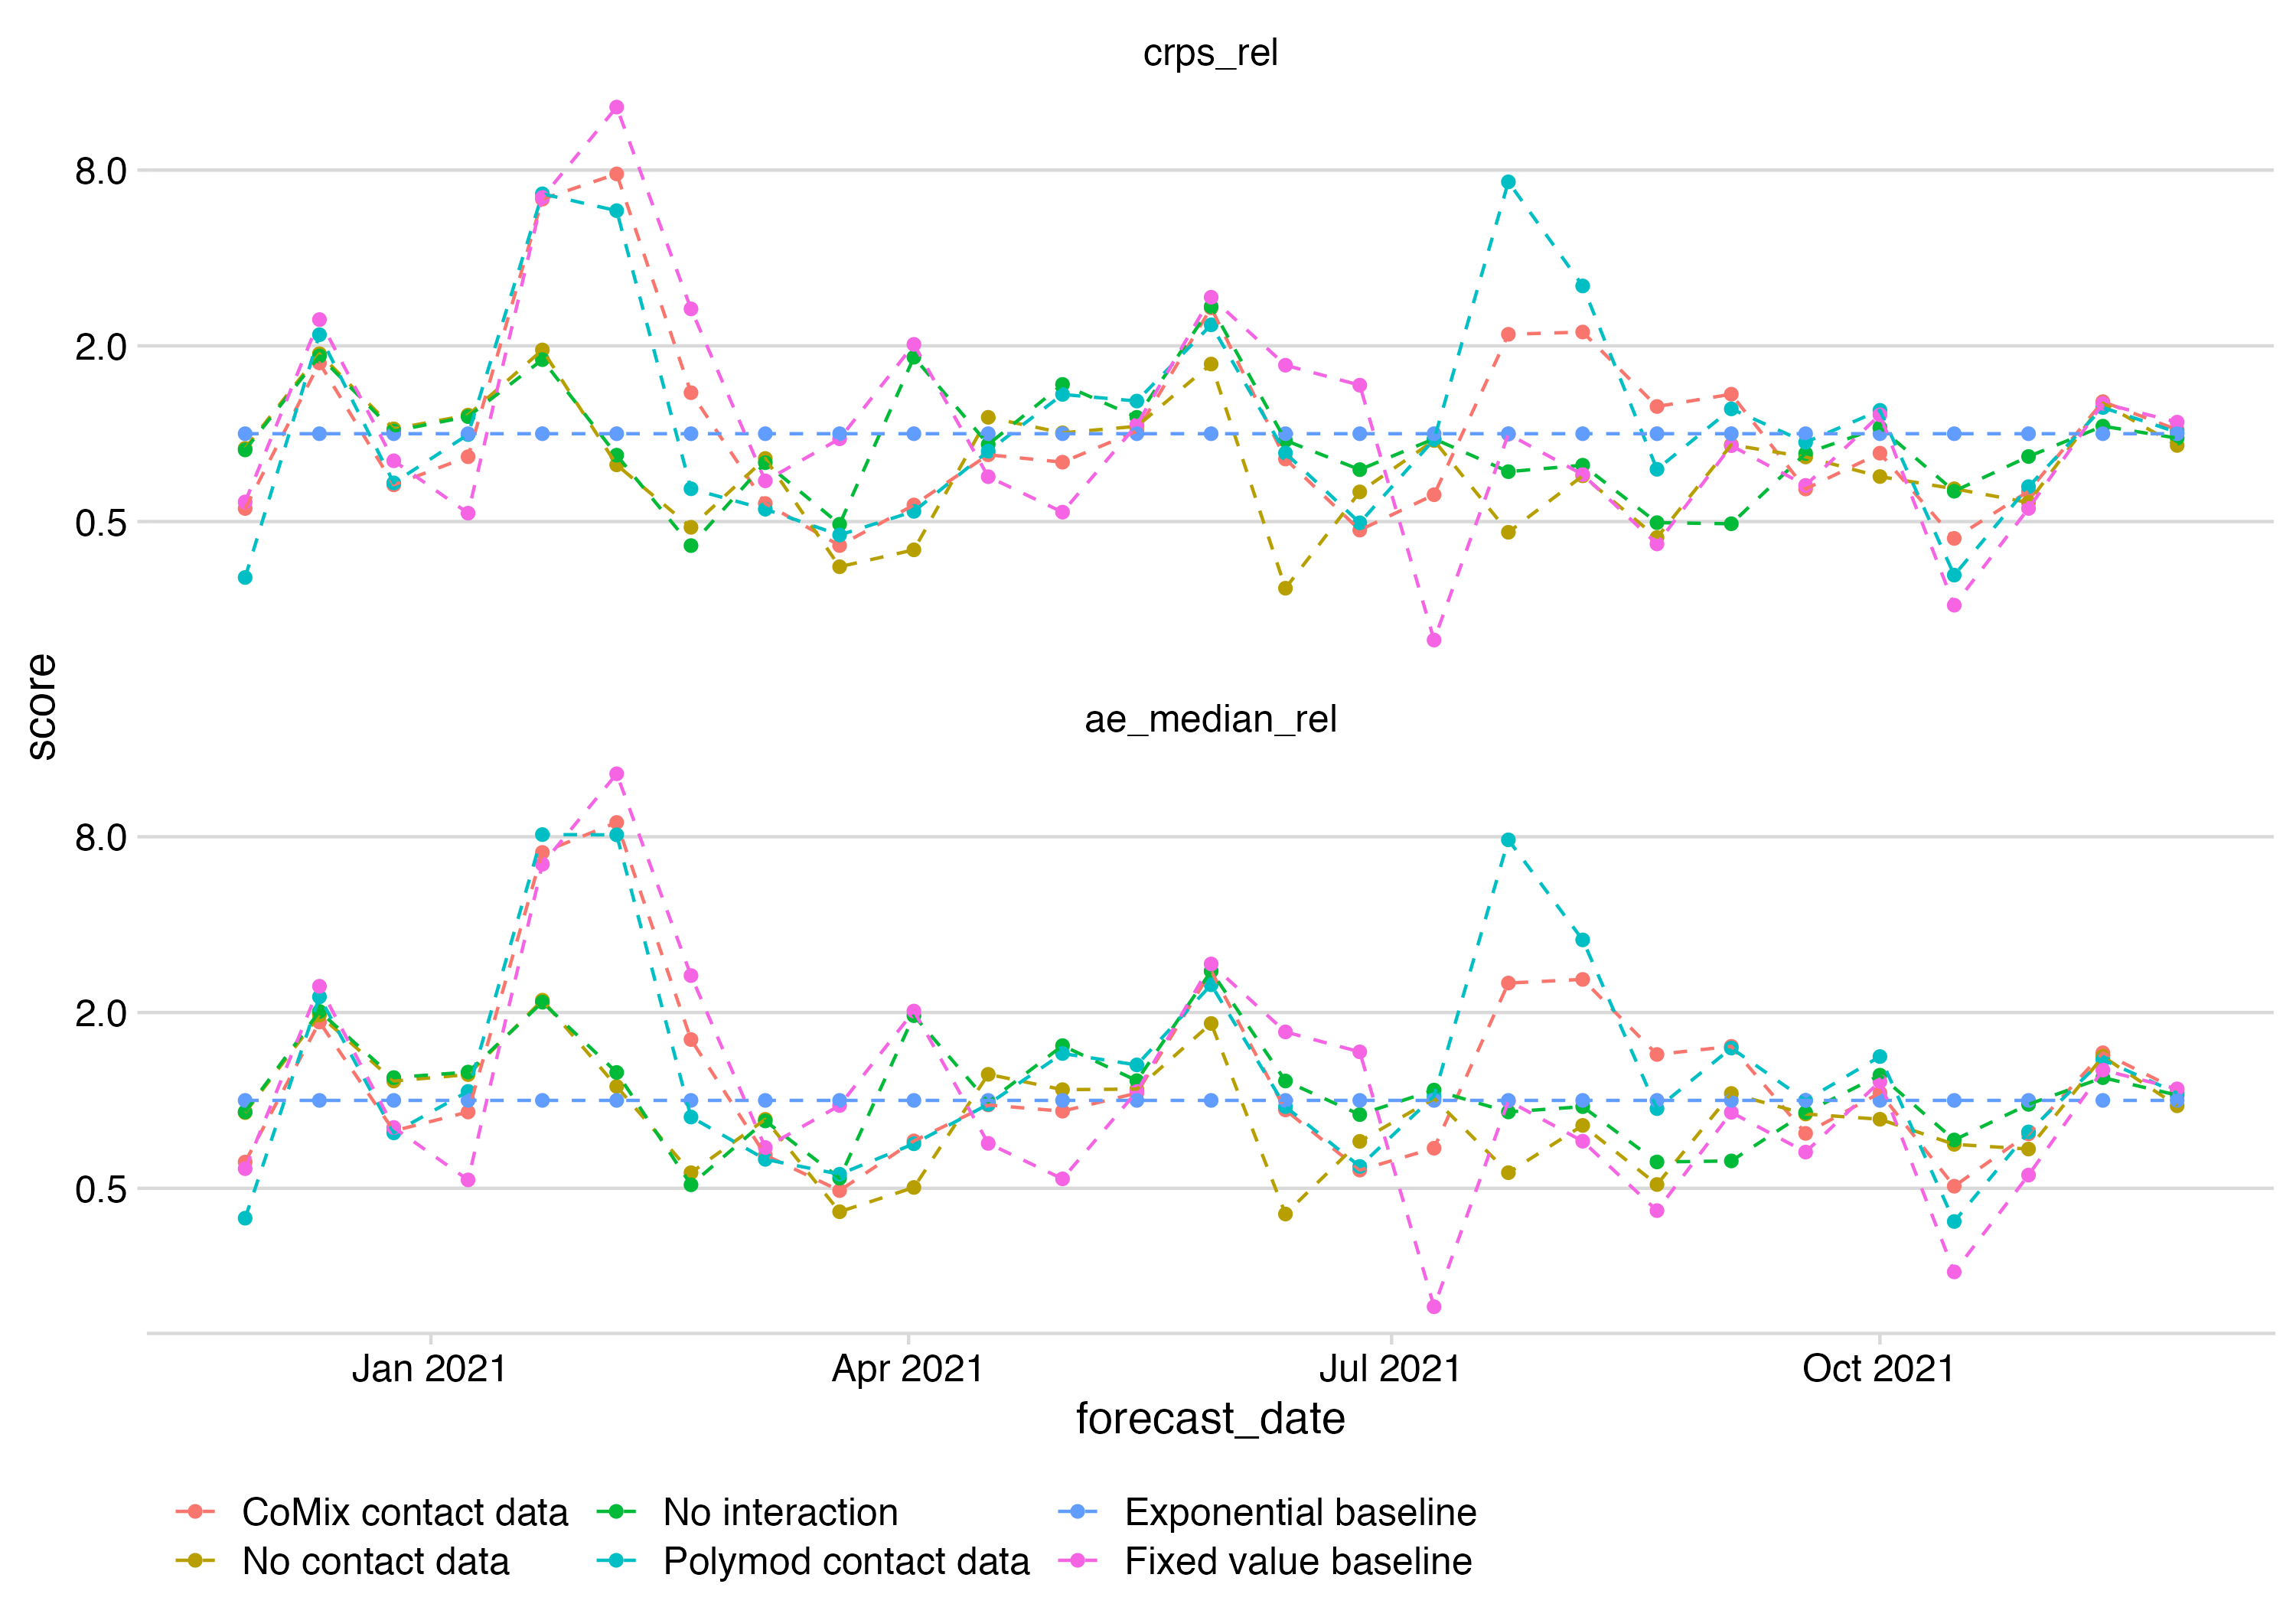 crps_rel
8.0
2.0
0.5
score
ae_median_rel
8.0
2.0
0.5
Jan 2021 Apr 2021 Jul 2021 Oct 2021
forecast_date
CoMix contact data No interaction Exponential baseline
No contact data Polymod contact data Fixed value baseline